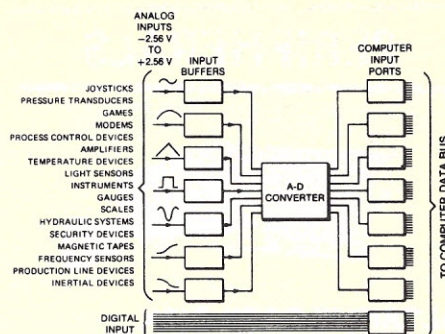 ANALOG
INPUTS
−2.56 V
TO
+2.56 V
INPUT
BUFFERS
COMPUTER
INPUT
PORTS
JOYSTICKS
PRESSURE TRANSDUCERS
GAMES
MODEMS
PROCESS CONTROL DEVICES
AMPLIFIERS
TEMPERATURE DEVICES
LIGHT SENSORS
INSTRUMENTS
GAUGES
SCALES
HYDRAULIC SYSTEMS
SECURITY DEVICES
MAGNETIC TAPES
FREQUENCY SENSORS
PRODUCTION LINE DEVICES
INERTIAL DEVICES
A-D
CONVERTER
TO COMPUTER DATA BUS
DIGITAL
INPUT